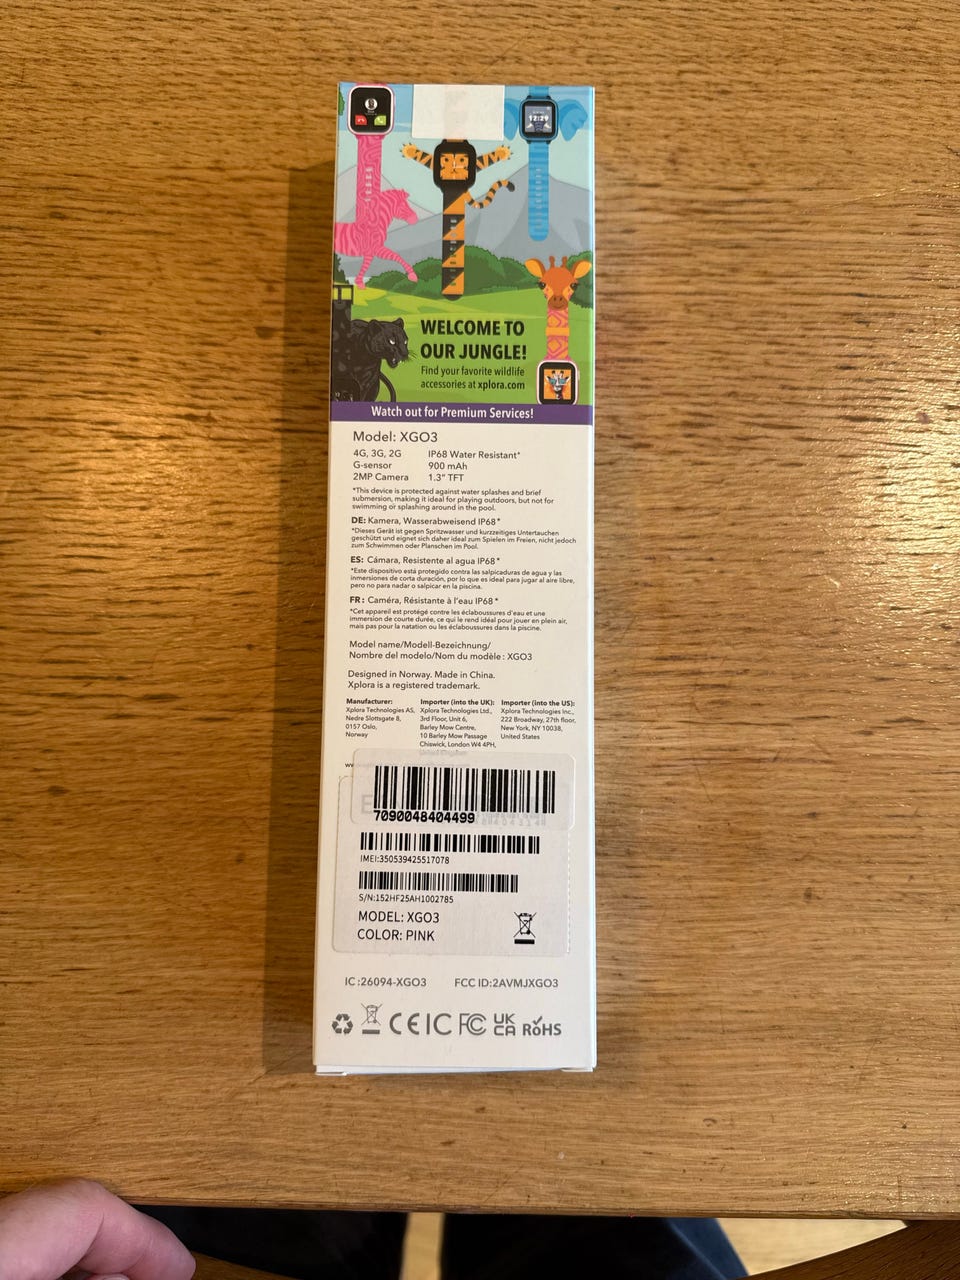 12:29
WELCOME TO
OUR JUNGLE!
Find your favorite wildlife
accessories at xplora.com
Watch out for Premium Services!
Model: XGO3
4G, 3G, 2G IP68 Water Resistant*
G-sensor 900 mAh
2MP Camera 1.3" TFT
*This device is protected against water splashes and brief
submersion, making it ideal for playing outdoors, but not for
swimming or splashing around in the pool.
DE: Kamera, Wasserabweisend IP68*
*Dieses Gerät ist gegen Spritzwasser und kurzzeitiges Untertauchen
geschützt und eignet sich daher ideal zum Spielen im Freien, nicht jedoch
zum Schwimmen oder Planschen im Pool.
ES: Cámara, Resistente al agua IP68*
*Este dispositivo está protegido contra las salpicaduras de agua y las
inmersiones de corta duración, por lo que es ideal para jugar al aire libre,
pero no para nadar o salpicar en la piscina.
FR: Caméra, Résistante à l'eau IP68*
*Cet appareil est protégé contre les éclaboussures d'eau et une
immersion de courte durée, ce qui le rend idéal pour jouer en plein air,
mais pas pour la natation ou les éclaboussures dans la piscine.
Model name/Modell-Bezeichnung/
Nombre del modelo/Nom du modèle: XGO3
Designed in Norway. Made in China.
Xplora is a registered trademark.
Manufacturer:
Xplora Technologies AS,
Nedre Slottsgate 8,
0157 Oslo,
Norway
Importer (into the UK):
Xplora Technologies Ltd.,
3rd Floor, Unit 6,
Barley Mow Centre,
10 Barley Mow Passage
Chiswick, London W4 4PH,
United Kingdom
Importer (into the US):
Xplora Technologies Inc.,
222 Broadway, 27th floor,
New York, NY 10038,
United States
7090048404499
IMEI:350539425517078
S/N:152HF25AH1002785
MODEL: XGO3
COLOR: PINK
IC:26094-XGO3 FCC ID:2AVMJXGO3
CE IC FC UK CA RoHS